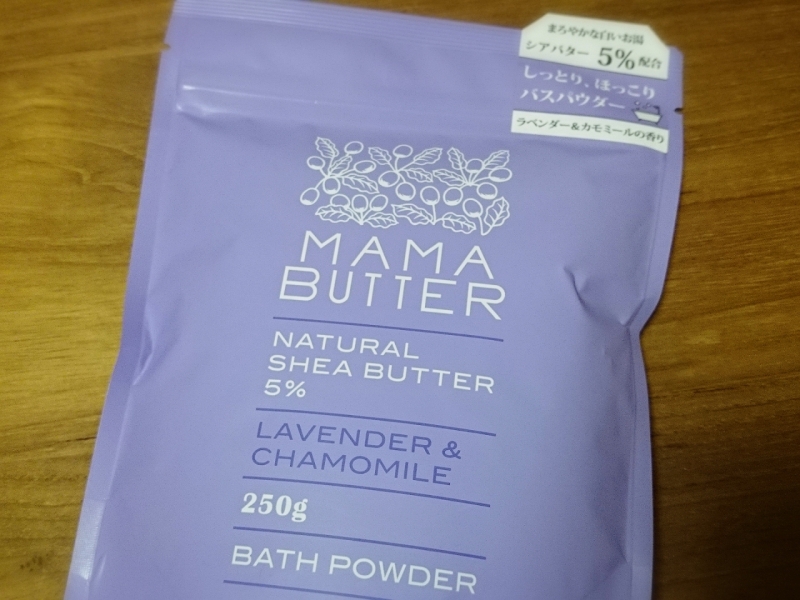 まろやかな白いお湯
シアバター 5% 配合
しっとり、ほっこり
バスパウダー
ラベンダー&カモミールの香り
MAMA
BUTTER
NATURAL
SHEA BUTTER
5%
LAVENDER &
CHAMOMILE
250g
BATH POWDER